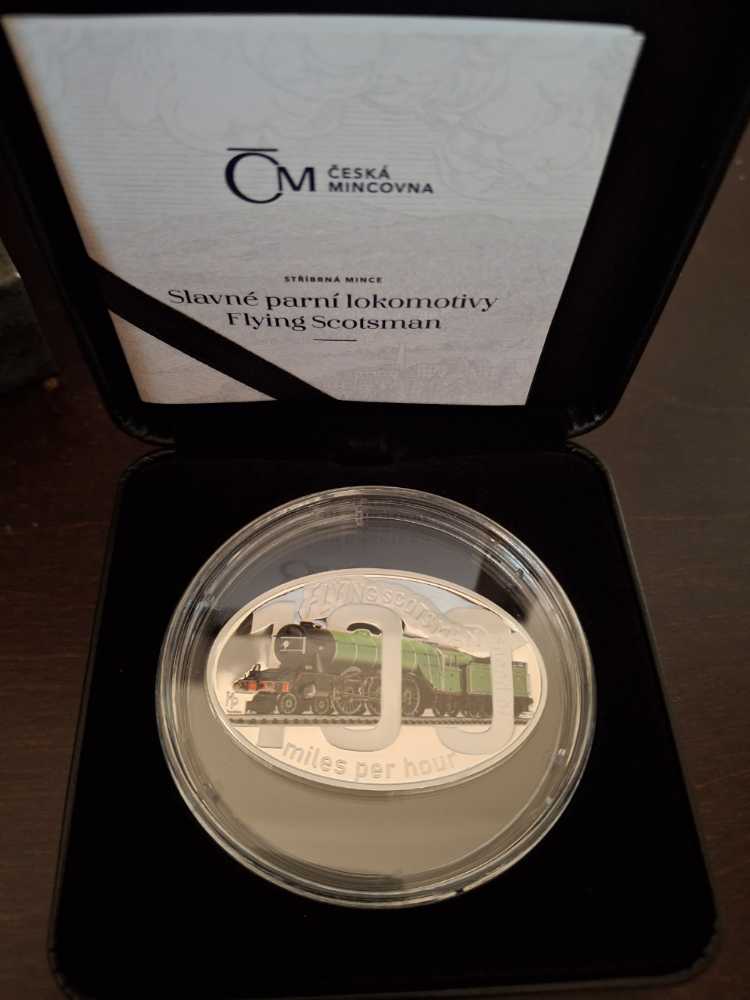 ČM ČESKÁ
MINCOVNA
STŘÍBRNÁ MINCE
Slavné parní lokomotivy
Flying Scotsman
FLYING SCOTSMAN
100
miles per hour